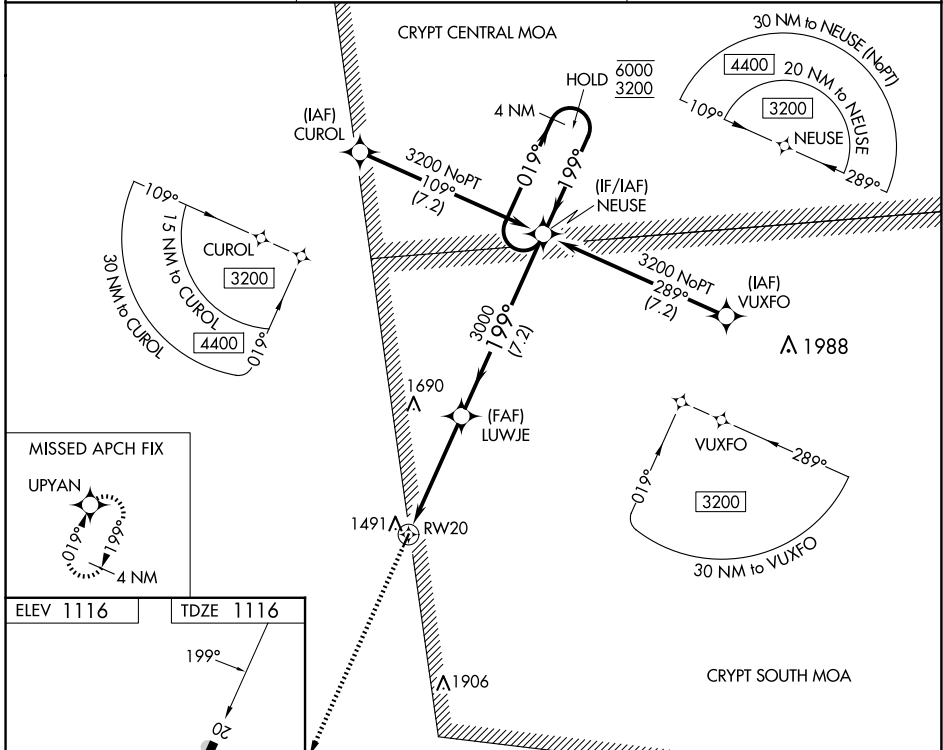 CRYPT CENTRAL MOA
30 NM to NEUSE (NoPT)
4400
20 NM to NEUSE
3200
109°
NEUSE
289°
HOLD
6000
3200
4 NM
019°
199°
(IAF)
CUROL
3200 NoPT
109°
(7.2)
(IF/IAF)
NEUSE
109°
CUROL
3200
15 NM to CUROL
4400
30 NM to CUROL
019°
3200 NoPT
289°
(7.2)
(IAF)
VUXFO
1988
3000
199°
(7.2)
1690
(FAF)
LUWJE
VUXFO
289°
019°
3200
30 NM to VUXFO
MISSED APCH FIX
UPYAN
019°
199°
4 NM
1491
RW20
ELEV 1116
TDZE 1116
199°
20
1906
CRYPT SOUTH MOA